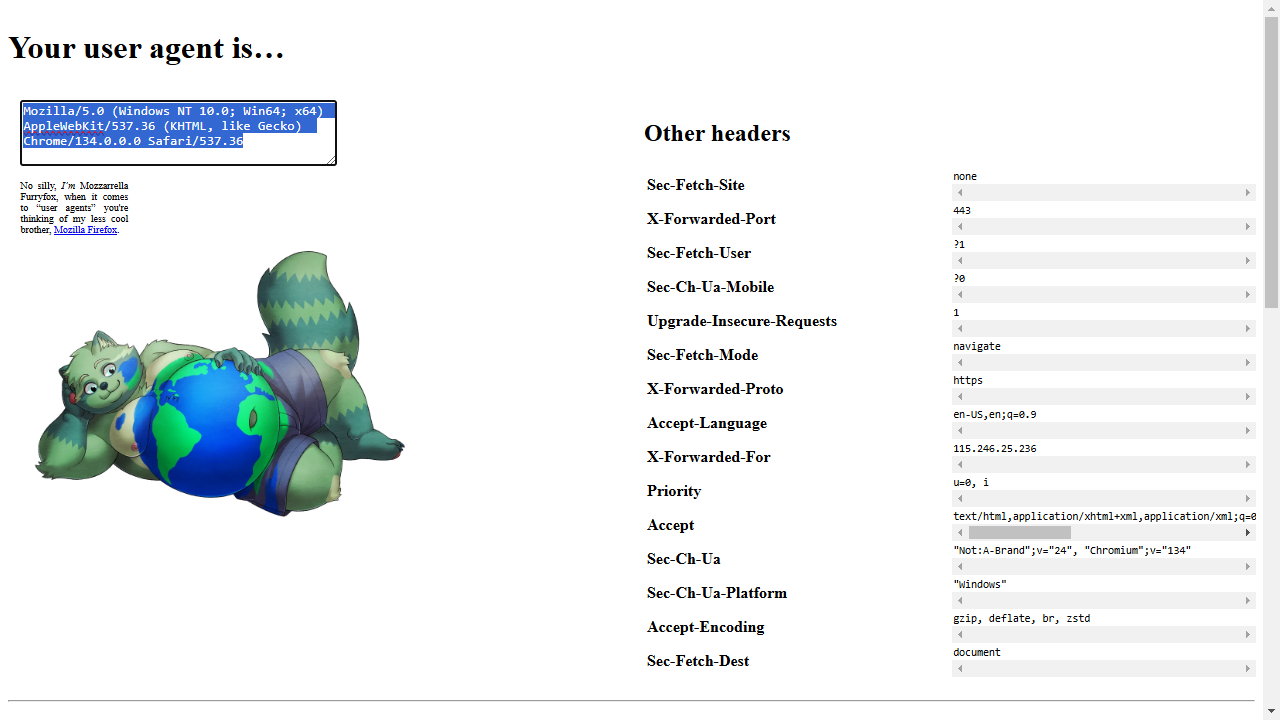 Your user agent is…
Mozilla/5.0 (Windows NT 10.0; Win64; x64)
AppleWebKit/537.36 (KHTML, like Gecko)
Chrome/134.0.0.0 Safari/537.36
No silly, I'm Mozzarrella
Furryfox, when it comes
to “user agents” you're
thinking of my less cool
brother, Mozilla Firefox.
Other headers
Sec-Fetch-Site none
X-Forwarded-Port 443
Sec-Fetch-User ?1
Sec-Ch-Ua-Mobile ?0
Upgrade-Insecure-Requests 1
Sec-Fetch-Mode navigate
X-Forwarded-Proto https
Accept-Language en-US,en;q=0.9
X-Forwarded-For 115.246.25.236
Priority u=0, i
Accept text/html,application/xhtml+xml,application/xml;q=0
Sec-Ch-Ua "Not:A-Brand";v="24", "Chromium";v="134"
Sec-Ch-Ua-Platform "Windows"
Accept-Encoding gzip, deflate, br, zstd
Sec-Fetch-Dest document